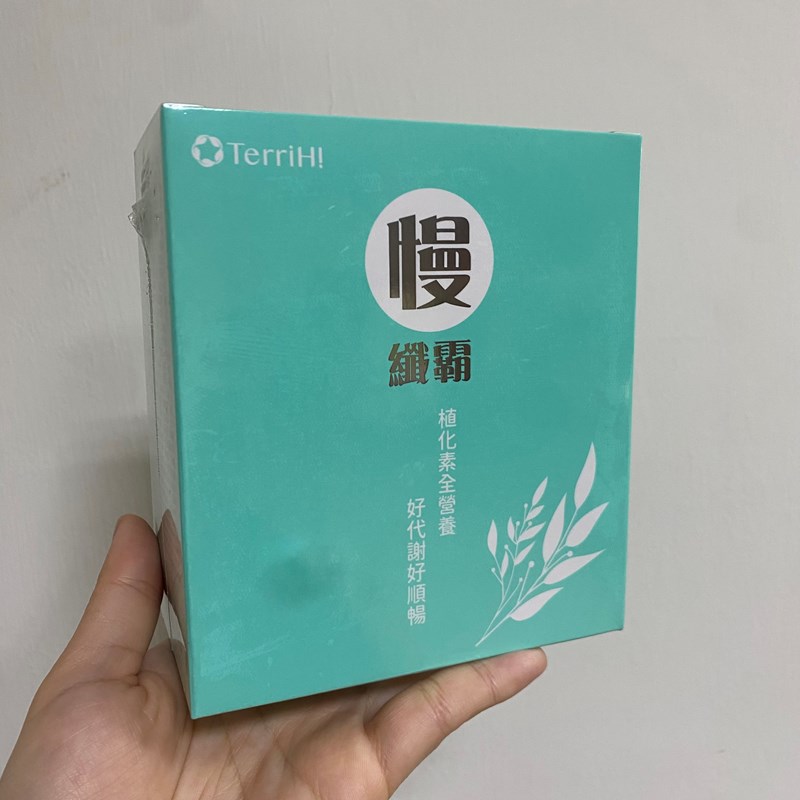 TerriH!
慢
纖霸
植化素全營養
好代謝好順暢